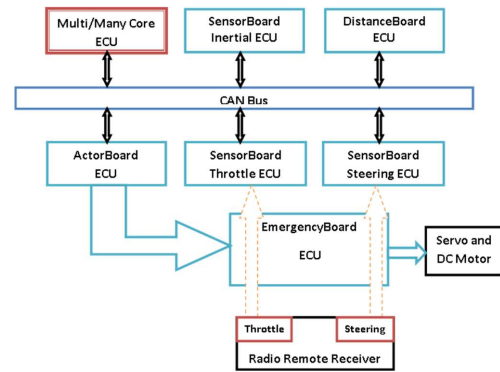 Multi/Many Core
ECU
SensorBoard
Inertial ECU
DistanceBoard
ECU
CAN Bus
ActorBoard
ECU
SensorBoard
Throttle ECU
SensorBoard
Steering ECU
EmergencyBoard
ECU
Servo and
DC Motor
Throttle
Steering
Radio Remote Receiver